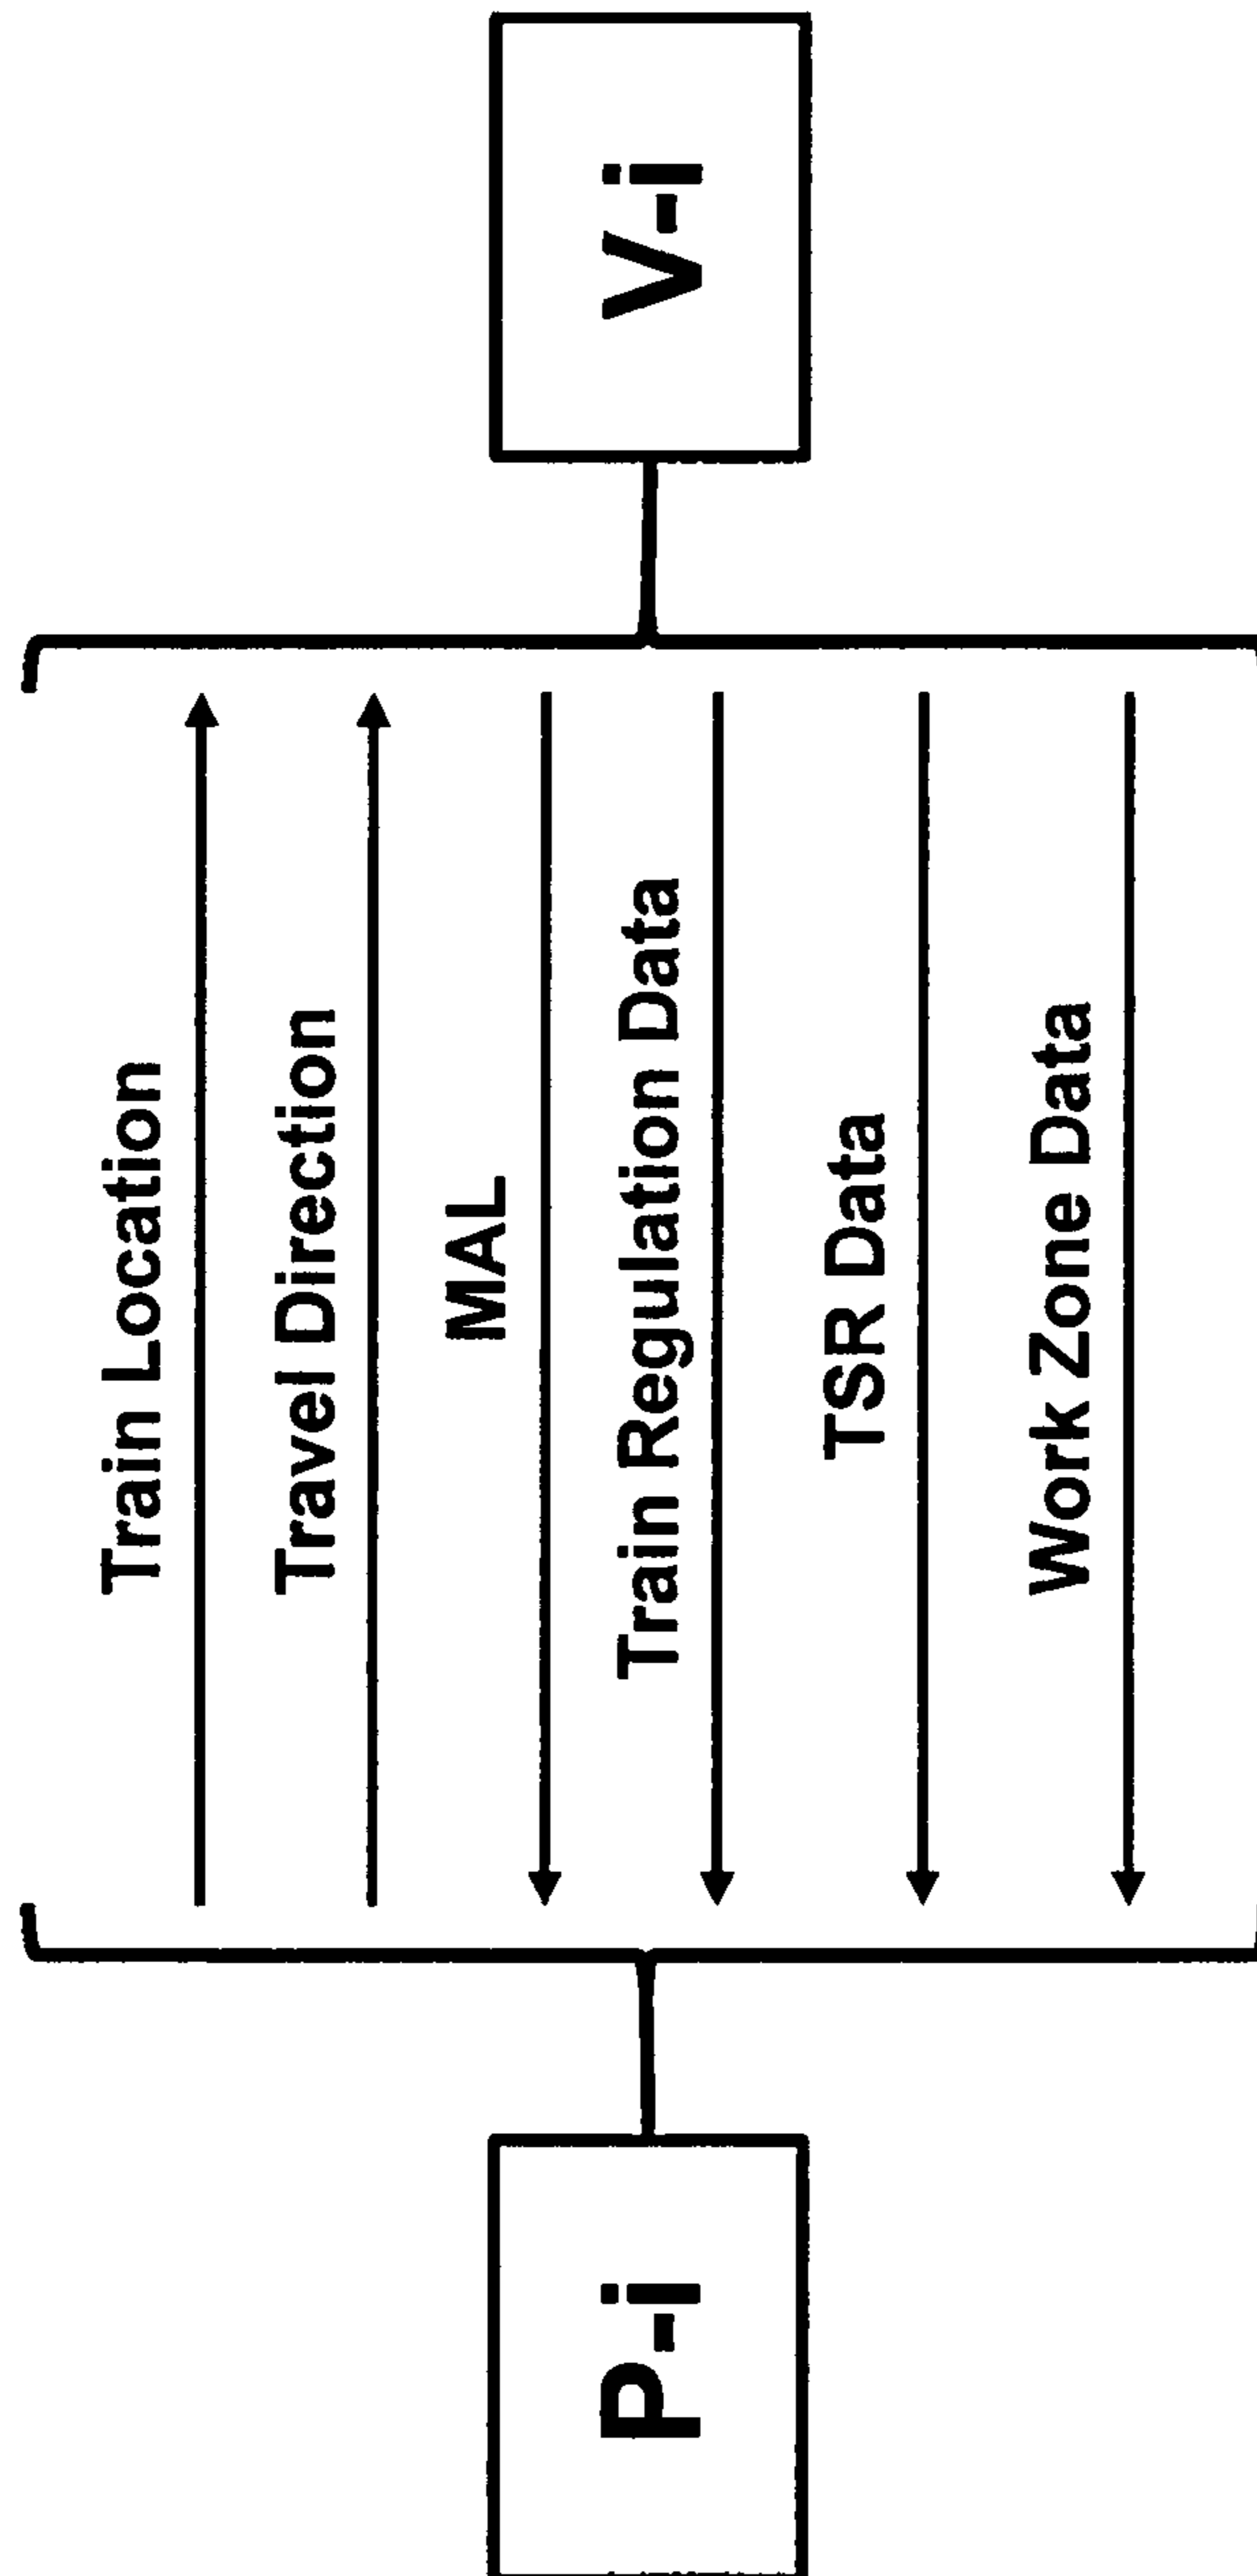 Train Location
Travel Direction
MAL
P-i
V-i
Train Regulation Data
TSR Data
Work Zone Data